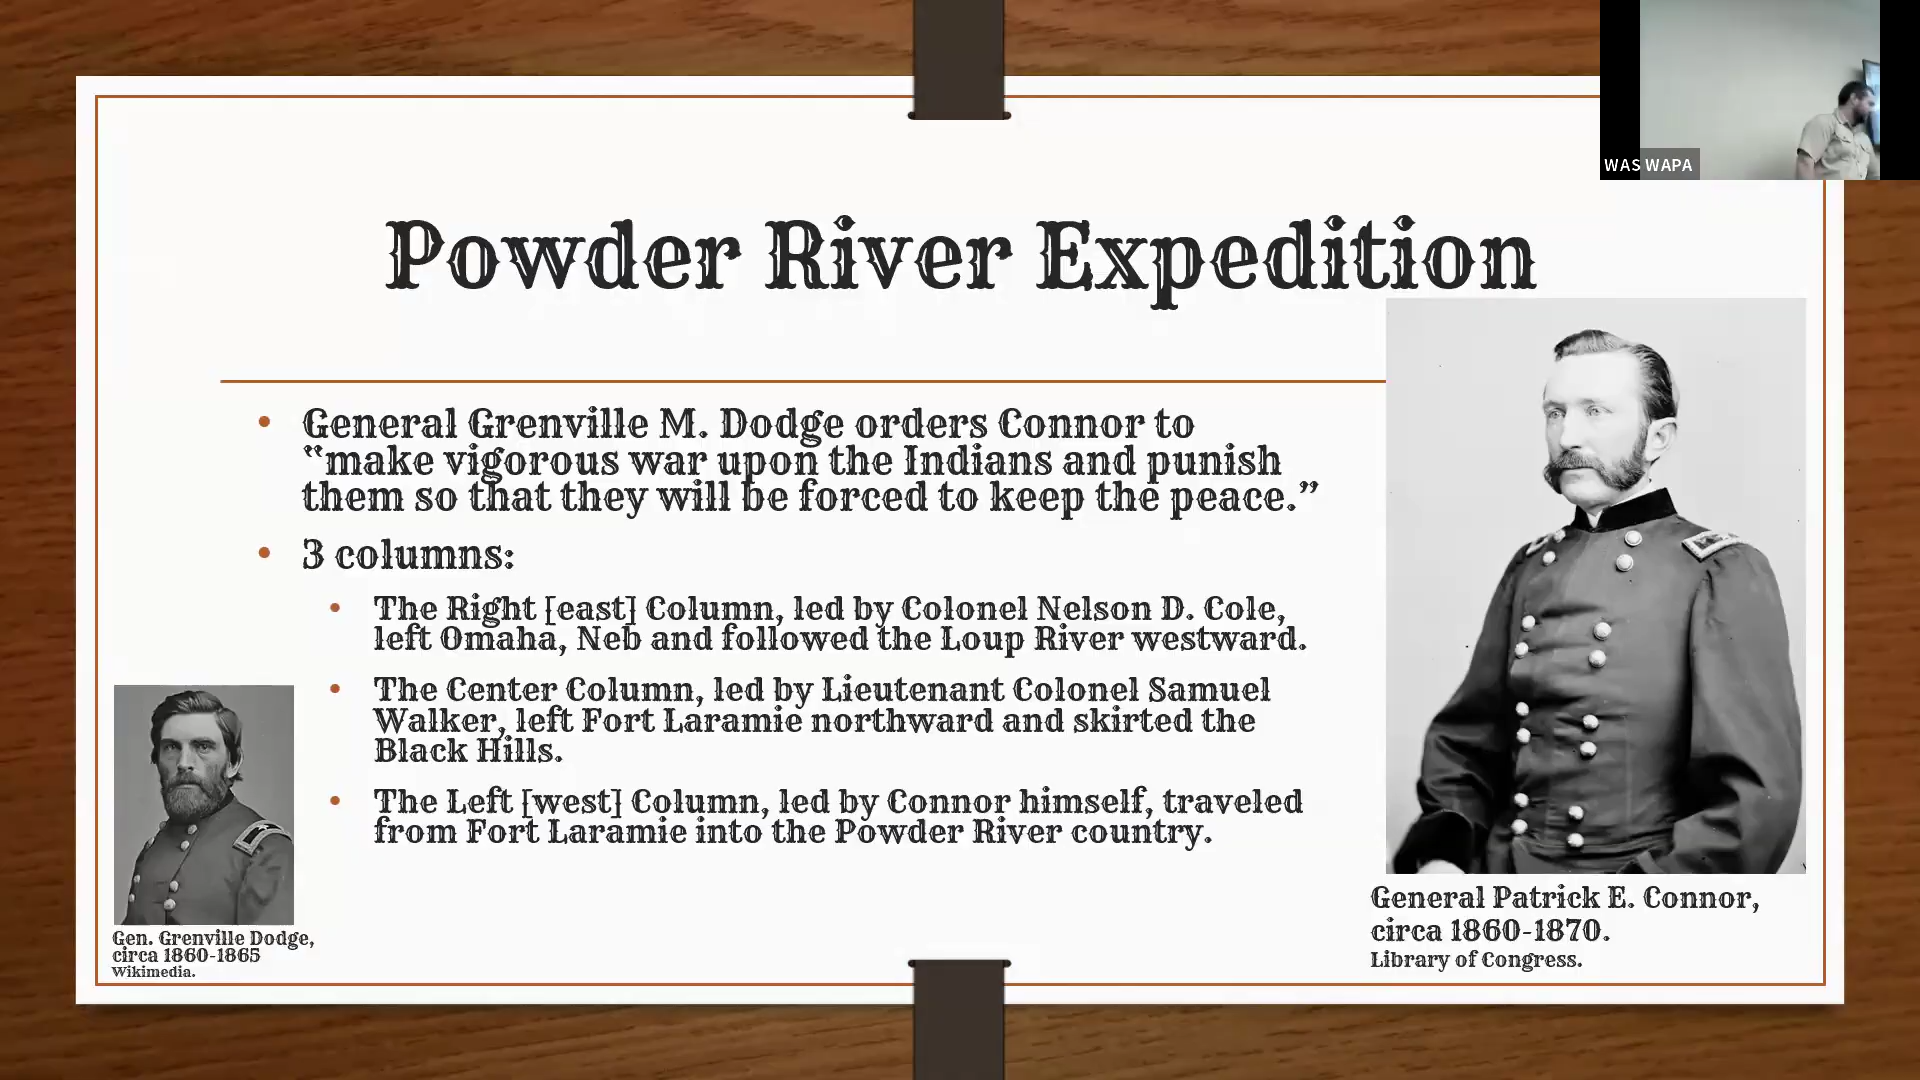 WAS WAPA
Powder River Expedition
• General Grenville M. Dodge orders Connor to
“make vigorous war upon the Indians and punish
them so that they will be forced to keep the peace.”
• 3 columns:
• The Right [east] Column, led by Colonel Nelson D. Cole,
left Omaha, Neb and followed the Loup River westward.
• The Center Column, led by Lieutenant Colonel Samuel
Walker, left Fort Laramie northward and skirted the
Black Hills.
• The Left [west] Column, led by Connor himself, traveled
from Fort Laramie into the Powder River country.
Gen. Grenville Dodge,
circa 1860-1865
Wikimedia.
General Patrick E. Connor,
circa 1860-1870.
Library of Congress.